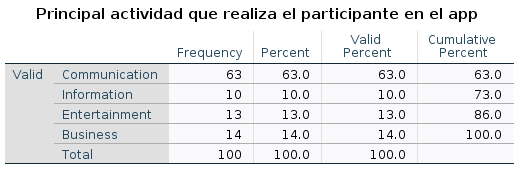 Principal actividad que realiza el participante en el app
Frequency Percent Valid Percent Cumulative Percent
Valid Communication 63 63.0 63.0 63.0
Information 10 10.0 10.0 73.0
Entertainment 13 13.0 13.0 86.0
Business 14 14.0 14.0 100.0
Total 100 100.0 100.0